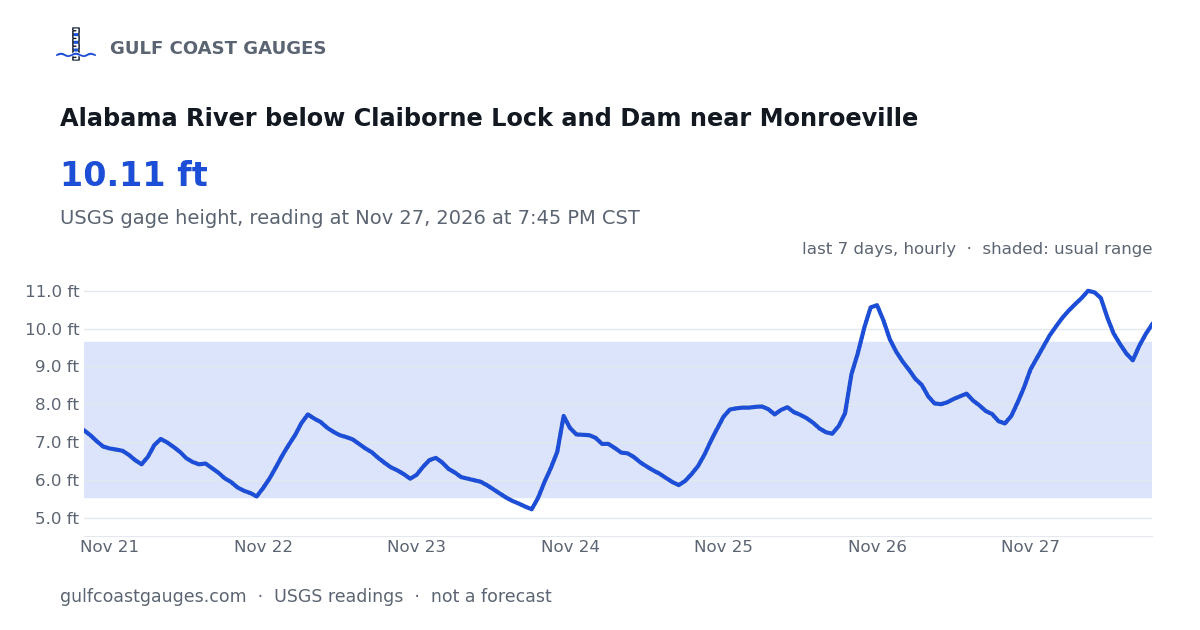 GULF COAST GAUGES
Alabama River below Claiborne Lock and Dam near Monroeville
10.11 ft
USGS gage height, reading at Nov 27, 2026 at 7:45 PM CST
last 7 days, hourly · shaded: usual range
11.0 ft
10.0 ft
9.0 ft
8.0 ft
7.0 ft
6.0 ft
5.0 ft
Nov 21 Nov 22 Nov 23 Nov 24 Nov 25 Nov 26 Nov 27
gulfcoastgauges.com · USGS readings · not a forecast